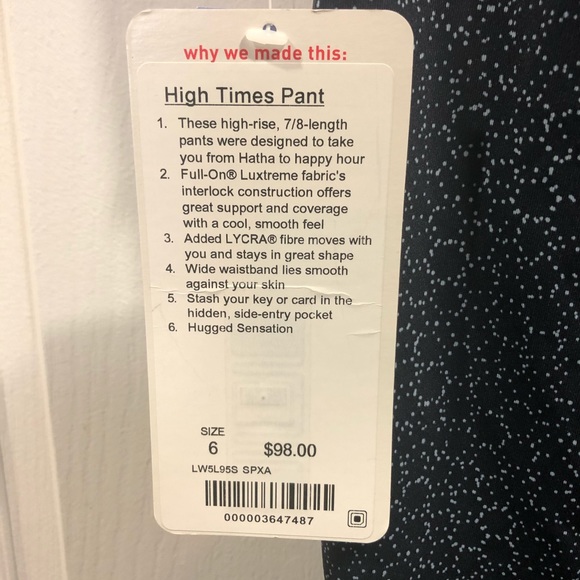 why we made this:
High Times Pant
1. These high-rise, 7/8-length
pants were designed to take
you from Hatha to happy hour
2. Full-On® Luxtreme fabric's
interlock construction offers
great support and coverage
with a cool, smooth feel
3. Added LYCRA® fibre moves with
you and stays in great shape
4. Wide waistband lies smooth
against your skin
5. Stash your key or card in the
hidden, side-entry pocket
6. Hugged Sensation
SIZE
6 $98.00
LW5L95S SPXA
000003647487